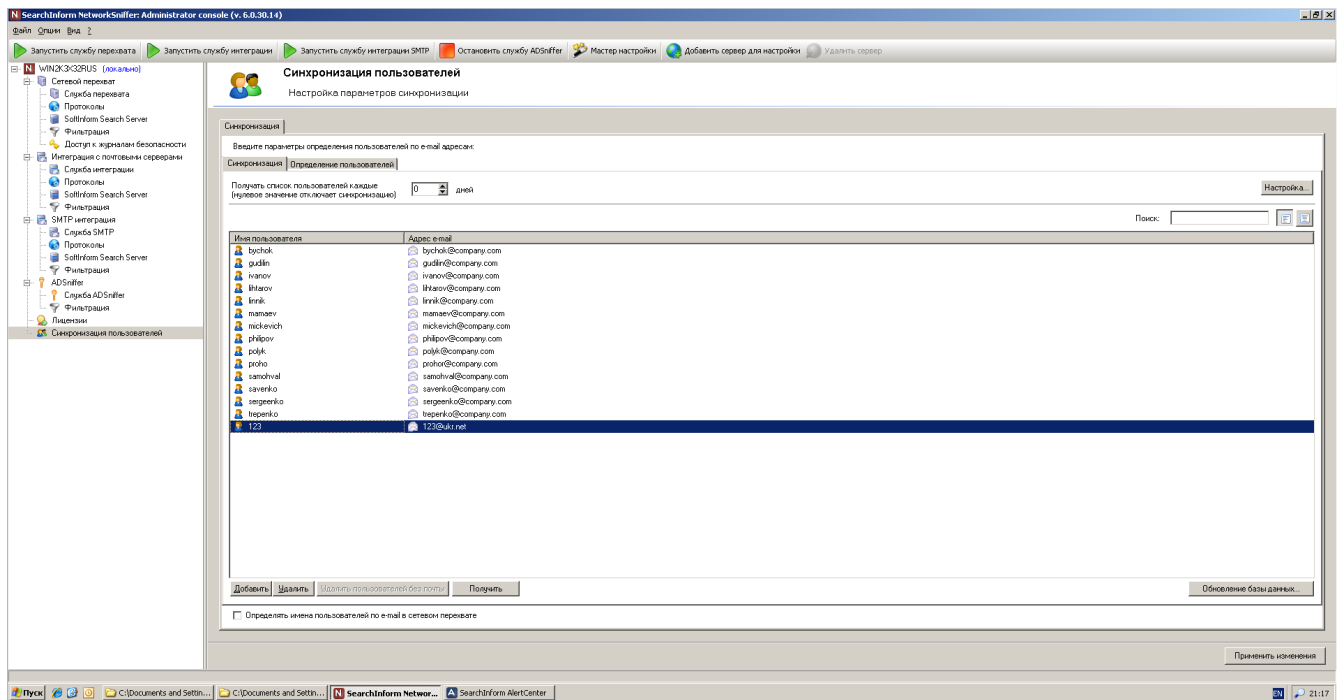 SearchInform NetworkSniffer: Administrator console (v. 6.0.30.14)
Файл Опции Вид ?
Запустить службу перехвата Запустить службу интеграции Запустить службу интеграции SMTP Остановить службу ADSniffer Мастер настройки Добавить сервер для настройки Удалить сервер
WIN2K3X32RUS (локально)
Сетевой перехват
Служба перехвата
Протоколы
SoftInform Search Server
Фильтрация
Доступ к журналам безопасности
Интеграция с почтовыми серверами
Служба интеграции
Протоколы
SoftInform Search Server
Фильтрация
SMTP интеграция
Служба SMTP
Протоколы
SoftInform Search Server
Фильтрация
ADSniffer
Служба ADSniffer
Фильтрация
Лицензии
Синхронизация пользователей
Синхронизация пользователей
Настройка параметров синхронизации
Синхронизация
Введите параметры определения пользователей по e-mail адресам:
Синхронизация Определение пользователей
Получать список пользователей каждые
(нулевое значение отключает синхронизацию)
0 дней
Настройка...
Поиск:
Имя пользователя Адрес e-mail
bychok bychok@company.com
gudilin gudilin@company.com
ivanov ivanov@company.com
lihtarov lihtarov@company.com
linnik linnik@company.com
mamaev mamaev@company.com
mickevich mickevich@company.com
philipov philipov@company.com
polyk polyk@company.com
proho prohor@company.com
samohval samohval@company.com
savenko savenko@company.com
sergeenko sergeenko@company.com
trepenko trepenko@company.com
123 123@ukr.net
Добавить Удалить Удалить пользователей без почты Получить Обновление базы данных...
Определять имена пользователей по e-mail в сетевом перехвате
Применить изменения
Пуск C:\Documents and Settin... C:\Documents and Settin... SearchInform Networ... SearchInform AlertCenter EN 21:17